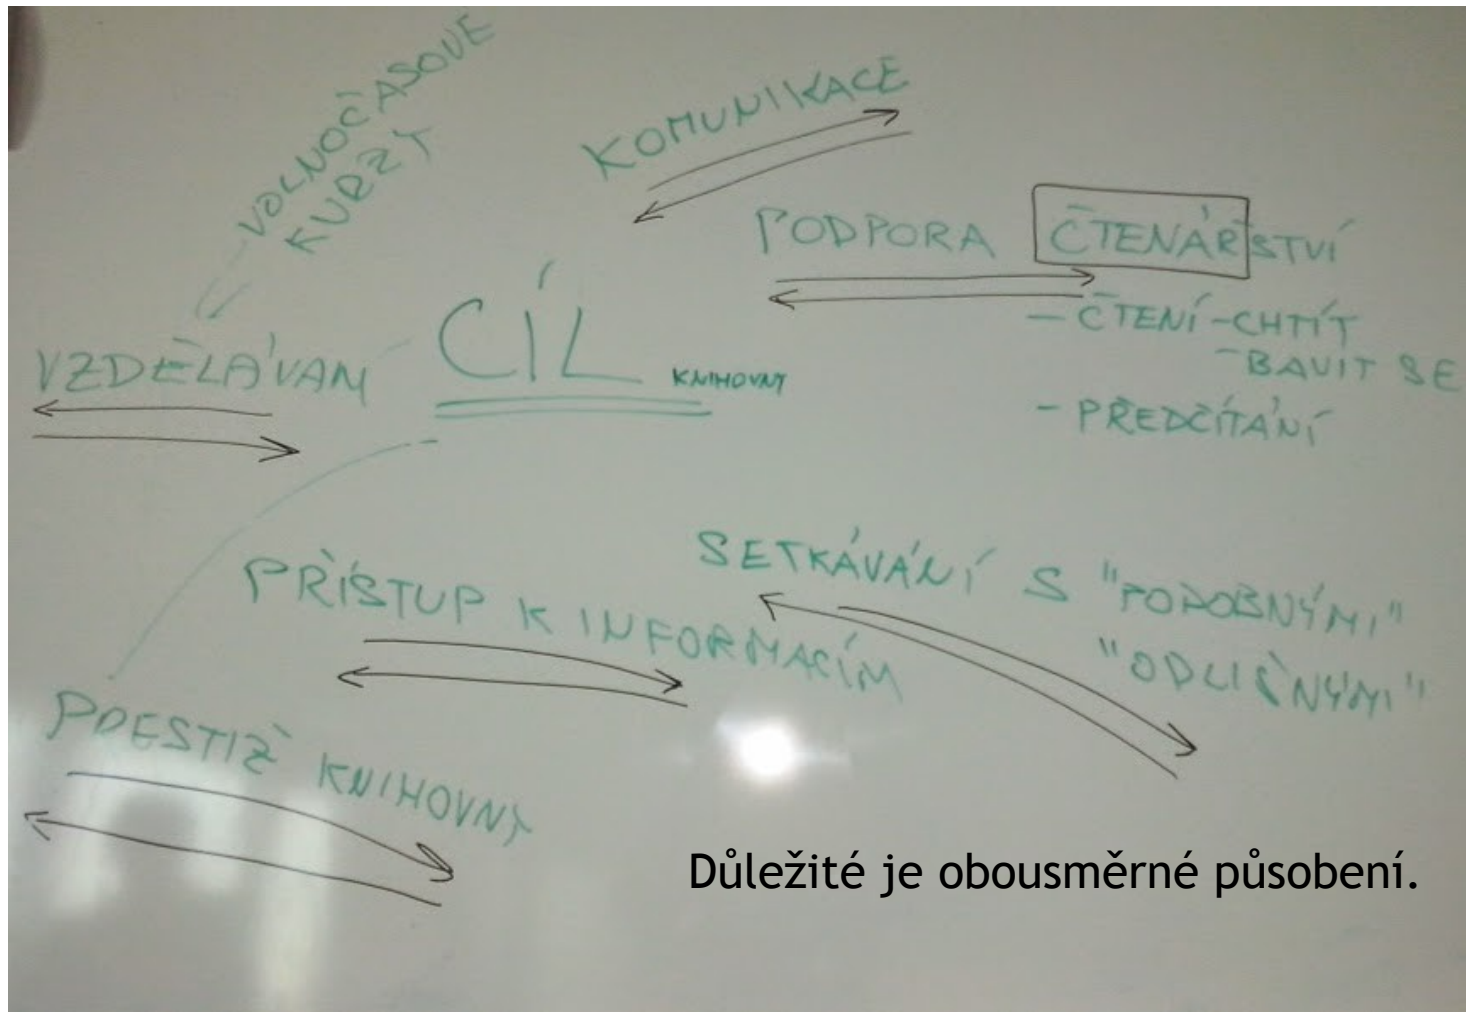 VOLNOČASOVÉ
KURZY
KOMUNIKACE
PODPORA ČTENÁŘSTVÍ
- ČTENÍ - CHTÍT
- BAVIT SE
- PŘEDČÍTÁNÍ
VZDĚLÁVÁNÍ
CÍL KNIHOVNY
PŘÍSTUP K INFORMACÍM
SETKÁVÁNÍ S "PODOBNÝMI"
"ODLIŠNÝMI"
PRESTIŽ KNIHOVNY
Důležité je obousměrné působení.